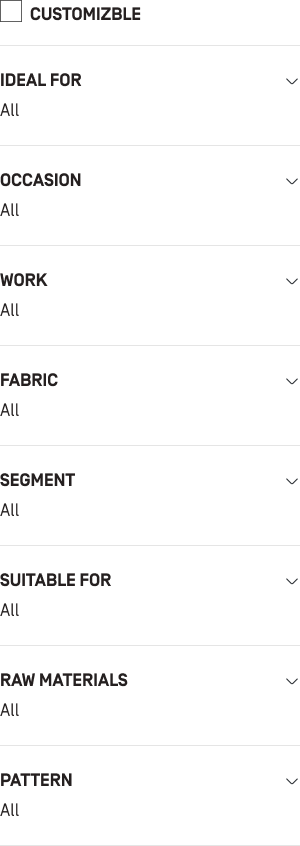 CUSTOMIZBLE
IDEAL FOR
All
OCCASION
All
WORK
All
FABRIC
All
SEGMENT
All
SUITABLE FOR
All
RAW MATERIALS
All
PATTERN
All